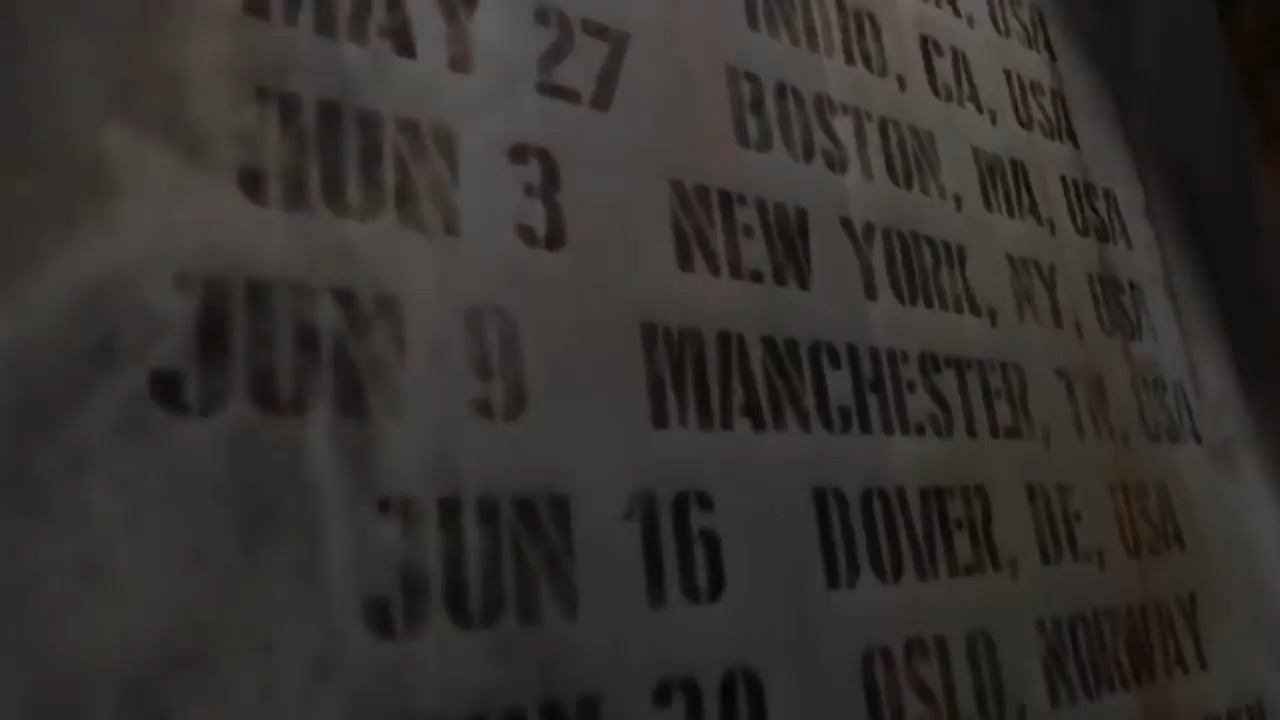 USA
INDIO, CA, USA
MAY 27 BOSTON, MA, USA
JUN 3 NEW YORK, NY, USA
JUN 9 MANCHESTER, TN, USA
JUN 16 DOVER, DE, USA
OSLO, NORWAY